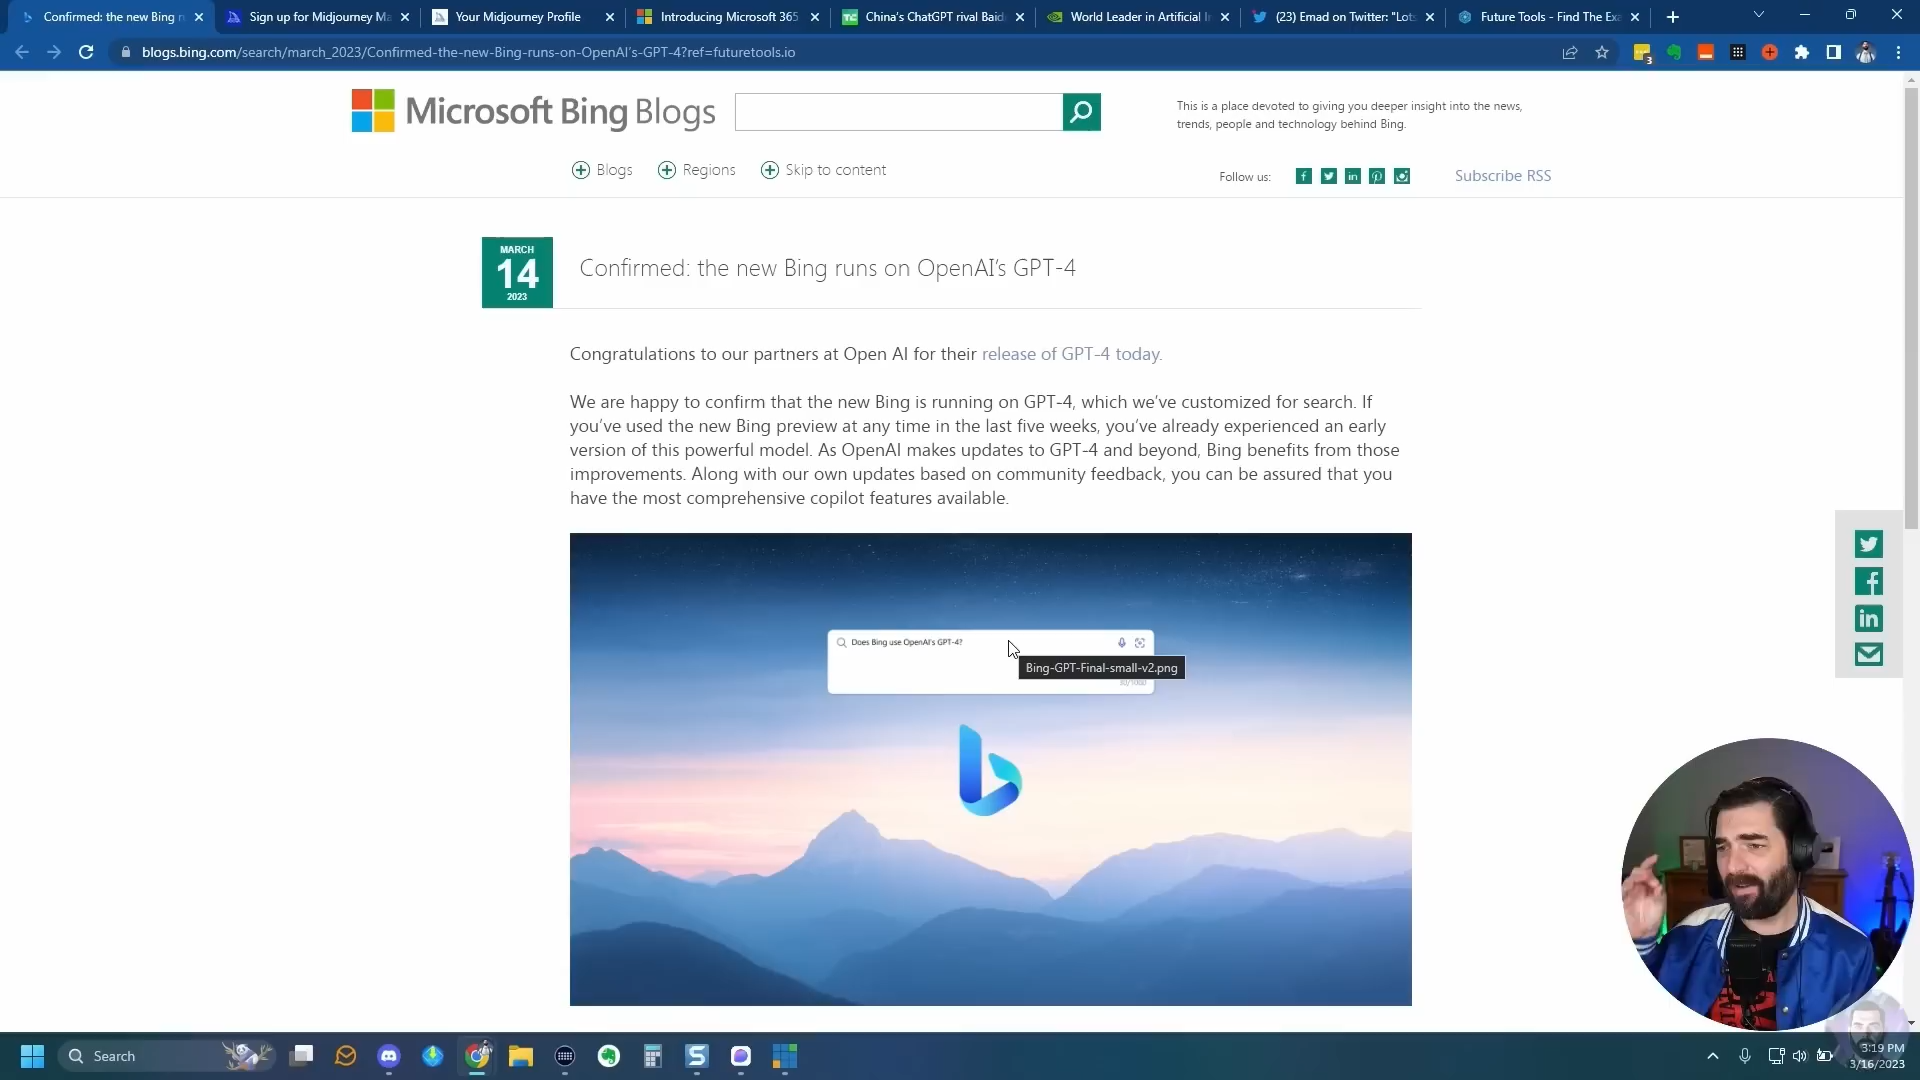 Confirmed: the new Bing r
Sign up for Midjourney Ma
Your Midjourney Profile
Introducing Microsoft 365
China's ChatGPT rival Baid
World Leader in Artificial I
(23) Emad on Twitter: "Lots
Future Tools - Find The Exa
blogs.bing.com/search/march_2023/Confirmed-the-new-Bing-runs-on-OpenAI's-GPT-4?ref=futuretools.io
3
Microsoft Bing Blogs
This is a place devoted to giving you deeper insight into the news,
trends, people and technology behind Bing.
Blogs
Regions
Skip to content
Follow us:
Subscribe RSS
MARCH
14
2023
Confirmed: the new Bing runs on OpenAI's GPT-4
Congratulations to our partners at Open AI for their release of GPT-4 today.
We are happy to confirm that the new Bing is running on GPT-4, which we've customized for search. If
you've used the new Bing preview at any time in the last five weeks, you've already experienced an early
version of this powerful model. As OpenAI makes updates to GPT-4 and beyond, Bing benefits from those
improvements. Along with our own updates based on community feedback, you can be assured that you
have the most comprehensive copilot features available.
Does Bing use OpenAI's GPT-4?
Bing-GPT-Final-small-v2.png
Search
3:19 PM
3/16/2023